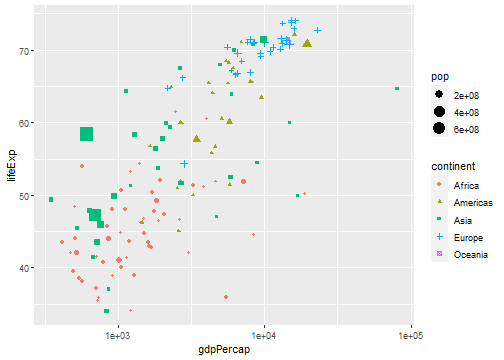 70
60
50
40
lifeExp
1e+03
1e+04
1e+05
gdpPercap
pop
2e+08
4e+08
6e+08
continent
Africa
Americas
Asia
Europe
Oceania